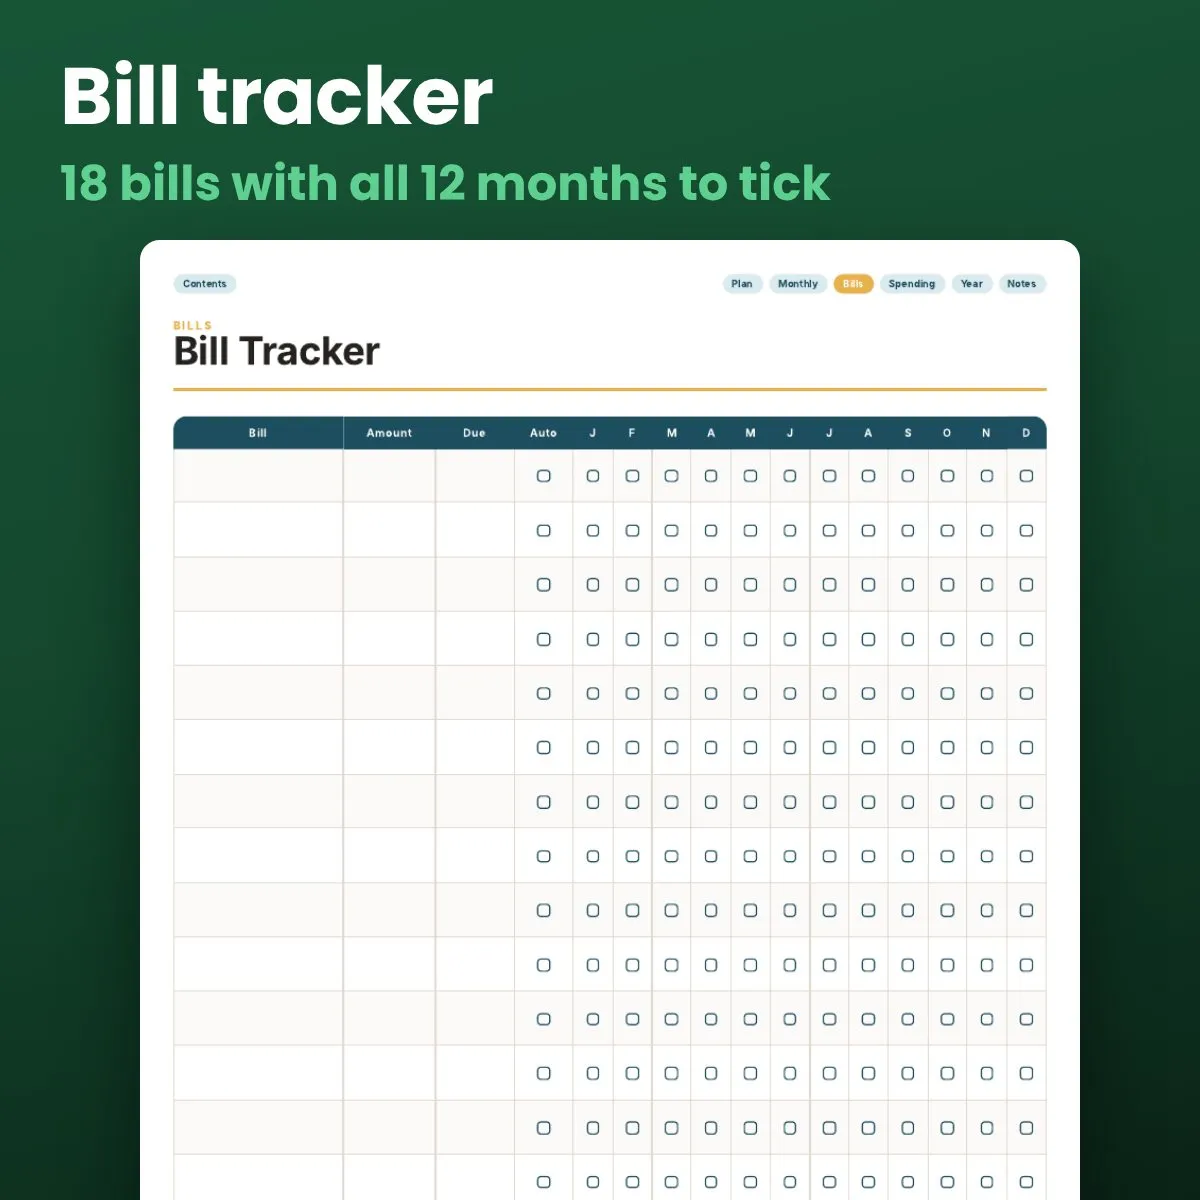 Bill tracker
18 bills with all 12 months to tick
Contents Plan Monthly Bills Spending Year Notes
BILLS
Bill Tracker
Bill Amount Due Auto J F M A M J J A S O N D